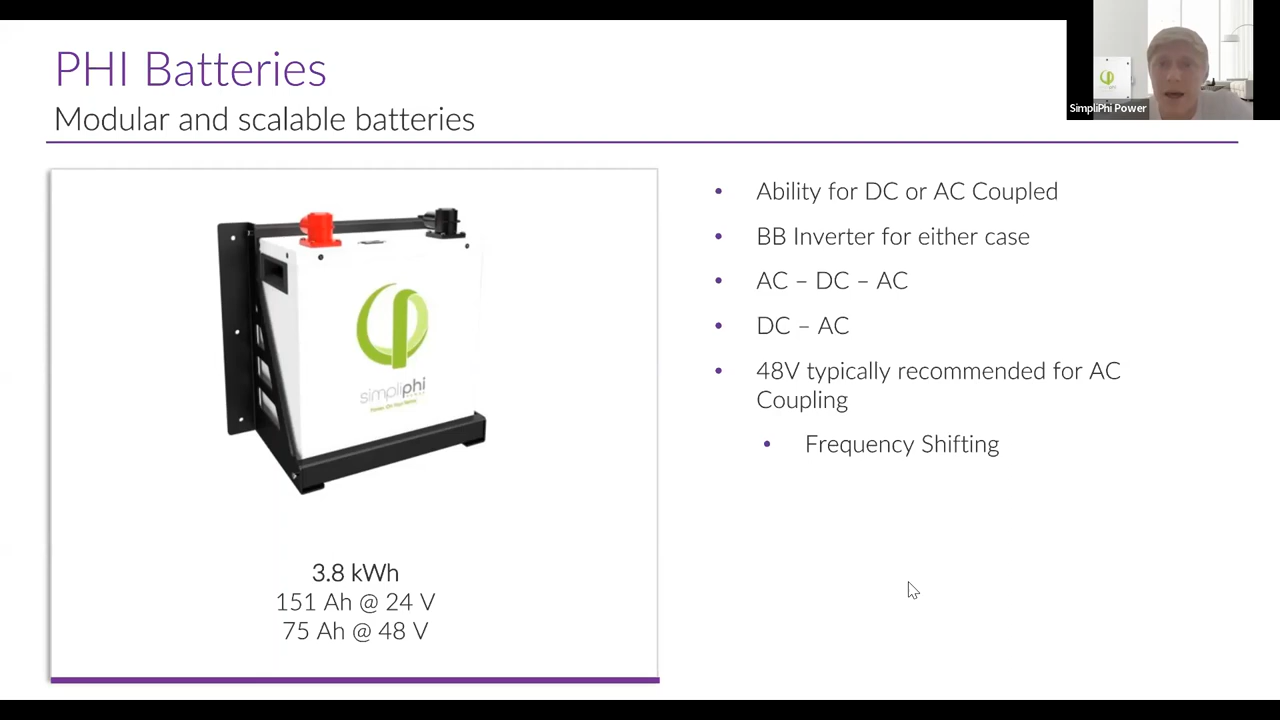 PHI Batteries
Modular and scalable batteries
SimpliPhi Power
simpliphi
Ability for DC or AC Coupled
BB Inverter for either case
AC – DC – AC
DC – AC
48V typically recommended for AC
Coupling
Frequency Shifting
3.8 kWh
151 Ah @ 24 V
75 Ah @ 48 V